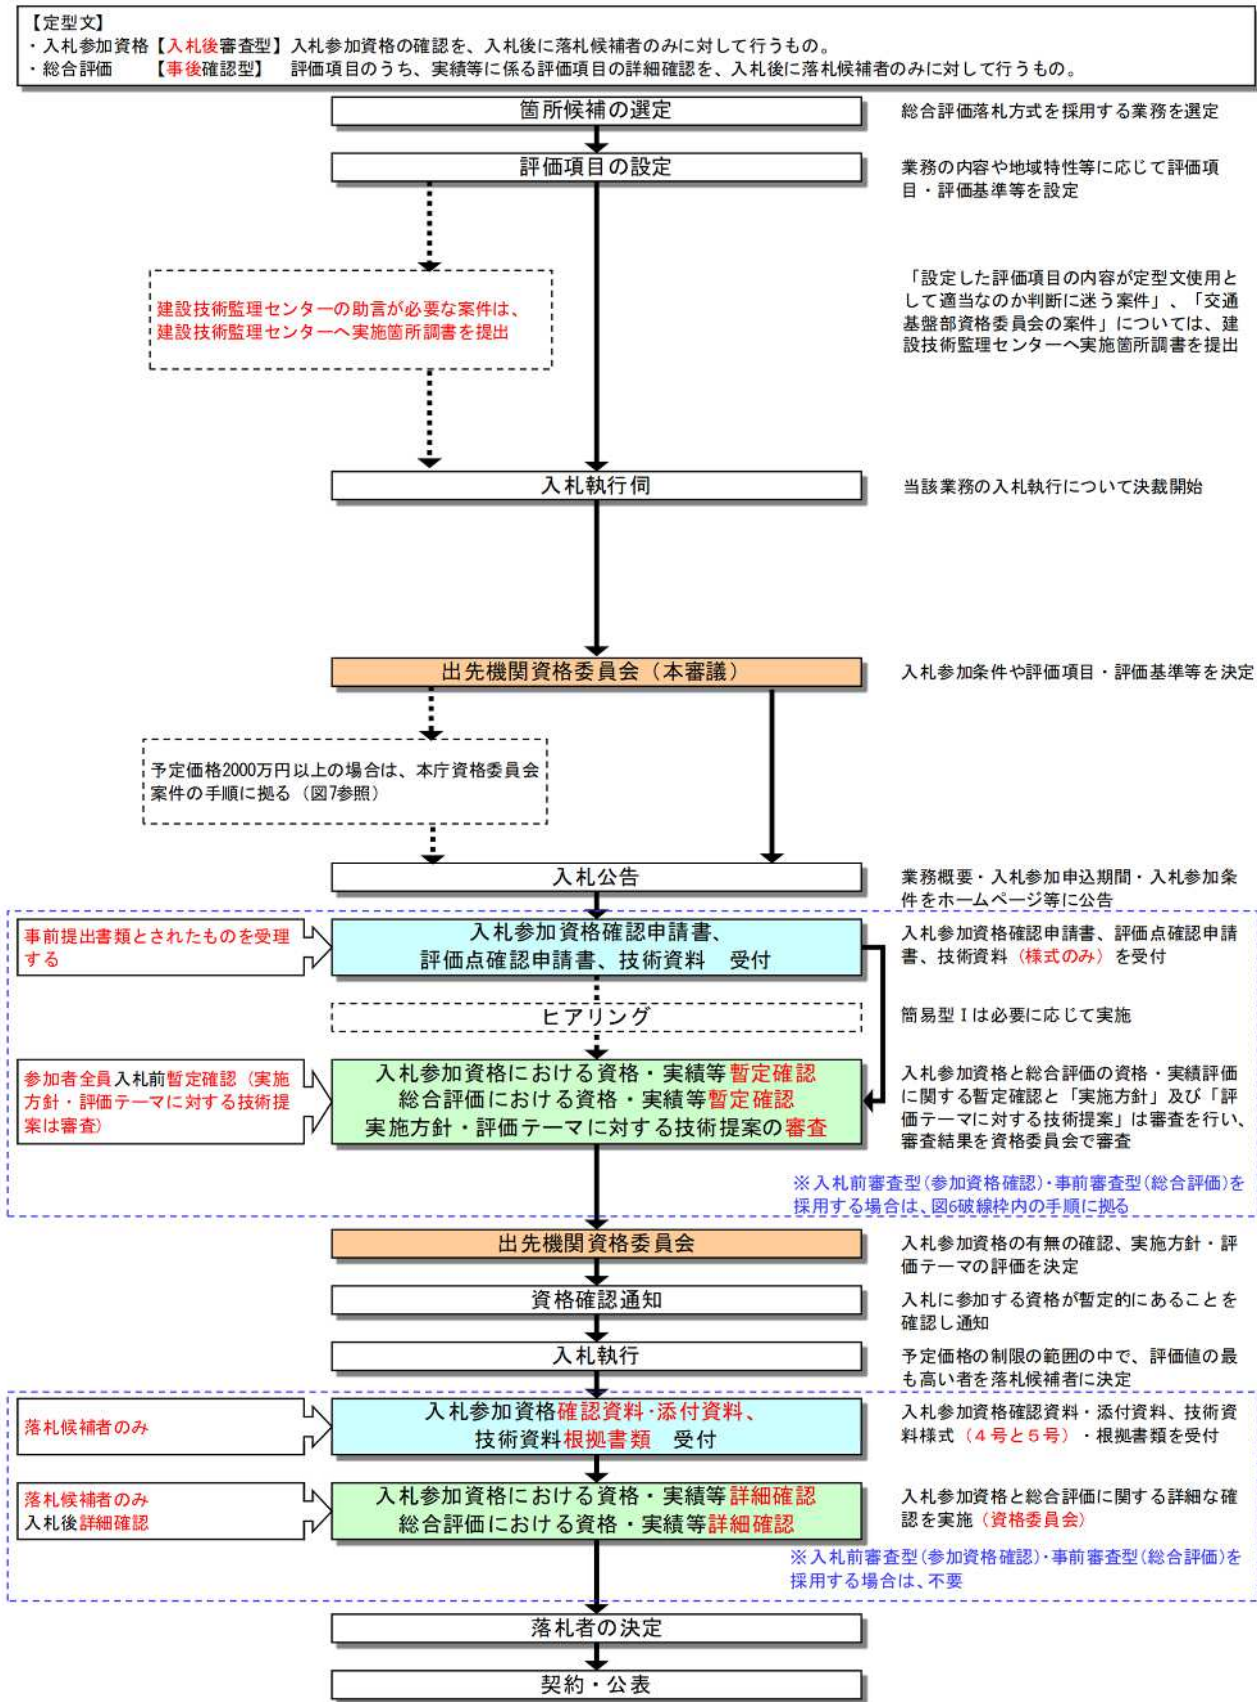 【定型文】
・入札参加資格【入札後審査型】入札参加資格の確認を、入札後に落札候補者のみに対して行うもの。
・総合評価　【事後確認型】　評価項目のうち、実績等に係る評価項目の詳細確認を、入札後に落札候補者のみに対して行うもの。
箇所候補の選定
総合評価落札方式を採用する業務を選定
評価項目の設定
業務の内容や地域特性等に応じて評価項
目・評価基準等を設定
建設技術監理センターの助言が必要な案件は、
建設技術監理センターへ実施箇所調書を提出
「設定した評価項目の内容が定型文使用と
して適当なのか判断に迷う案件」、「交通
基盤部資格委員会の案件」については、建
設技術監理センターへ実施箇所調書を提出
入札執行伺
当該業務の入札執行について決裁開始
出先機関資格委員会（本審議）
入札参加条件や評価項目・評価基準等を決定
予定価格2000万円以上の場合は、本庁資格委員会
案件の手順に拠る（図7参照）
入札公告
業務概要・入札参加申込期間・入札参加条
件をホームページ等に公告
事前提出書類とされたものを受理
する
入札参加資格確認申請書、
評価点確認申請書、技術資料　受付
入札参加資格確認申請書、評価点確認申請
書、技術資料（様式のみ）を受付
ヒアリング
簡易型Ⅰは必要に応じて実施
参加者全員入札前暫定確認（実施
方針・評価テーマに対する技術提
案は審査）
入札参加資格における資格・実績等暫定確認
総合評価における資格・実績等暫定確認
実施方針・評価テーマに対する技術提案の審査
入札参加資格と総合評価の資格・実績評価
に関する暫定確認と「実施方針」及び「評
価テーマに対する技術提案」は審査を行い、
審査結果を資格委員会で審査
※入札前審査型(参加資格確認)・事前審査型(総合評価)を
採用する場合は、図6破線枠内の手順に拠る
出先機関資格委員会
入札参加資格の有無の確認、実施方針・評
価テーマの評価を決定
資格確認通知
入札に参加する資格が暫定的にあることを
確認し通知
入札執行
予定価格の制限の範囲の中で、評価値の最
も高い者を落札候補者に決定
落札候補者のみ
入札参加資格確認資料・添付資料、
技術資料根拠書類　受付
入札参加資格確認資料・添付資料、技術資
料様式（４号と５号）・根拠書類を受付
落札候補者のみ
入札後詳細確認
入札参加資格における資格・実績等詳細確認
総合評価における資格・実績等詳細確認
入札参加資格と総合評価に関する詳細な確
認を実施（資格委員会）
※入札前審査型(参加資格確認)・事前審査型(総合評価)を
採用する場合は、不要
落札者の決定
契約・公表